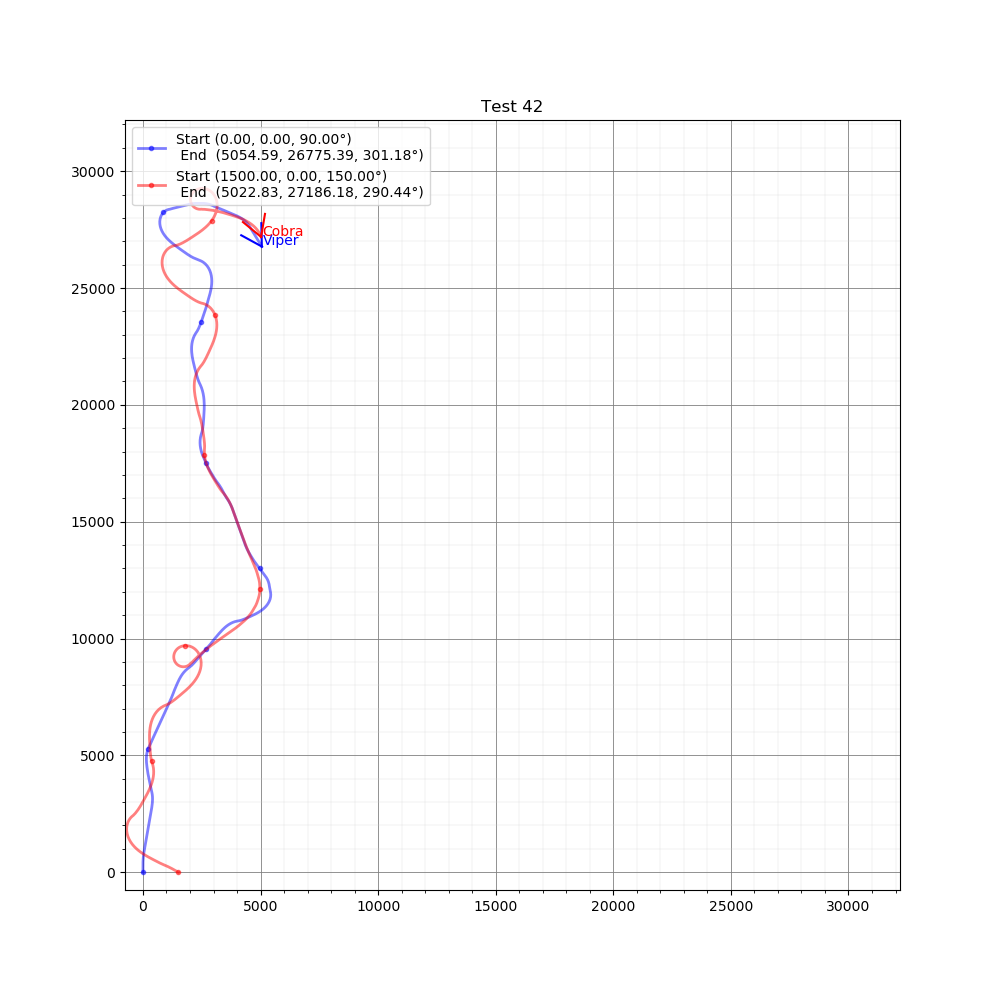 Test 42
Start (0.00, 0.00, 90.00°)
End (5054.59, 26775.39, 301.18°)
Start (1500.00, 0.00, 150.00°)
End (5022.83, 27186.18, 290.44°)
Cobra
Viper
30000
25000
20000
15000
10000
5000
0
0 5000 10000 15000 20000 25000 30000